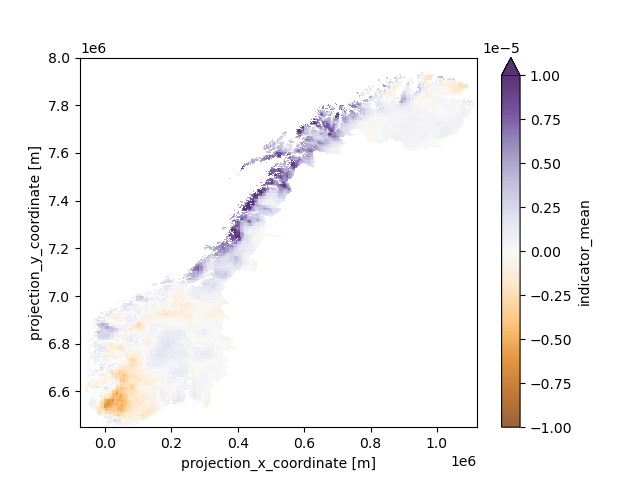 1e6
8.0
7.8
7.6
7.4
7.2
7.0
6.8
6.6
projection_y_coordinate [m]
0.0 0.2 0.4 0.6 0.8 1.0
1e6
projection_x_coordinate [m]
1e−5
1.00
0.75
0.50
0.25
0.00
−0.25
−0.50
−0.75
−1.00
indicator_mean